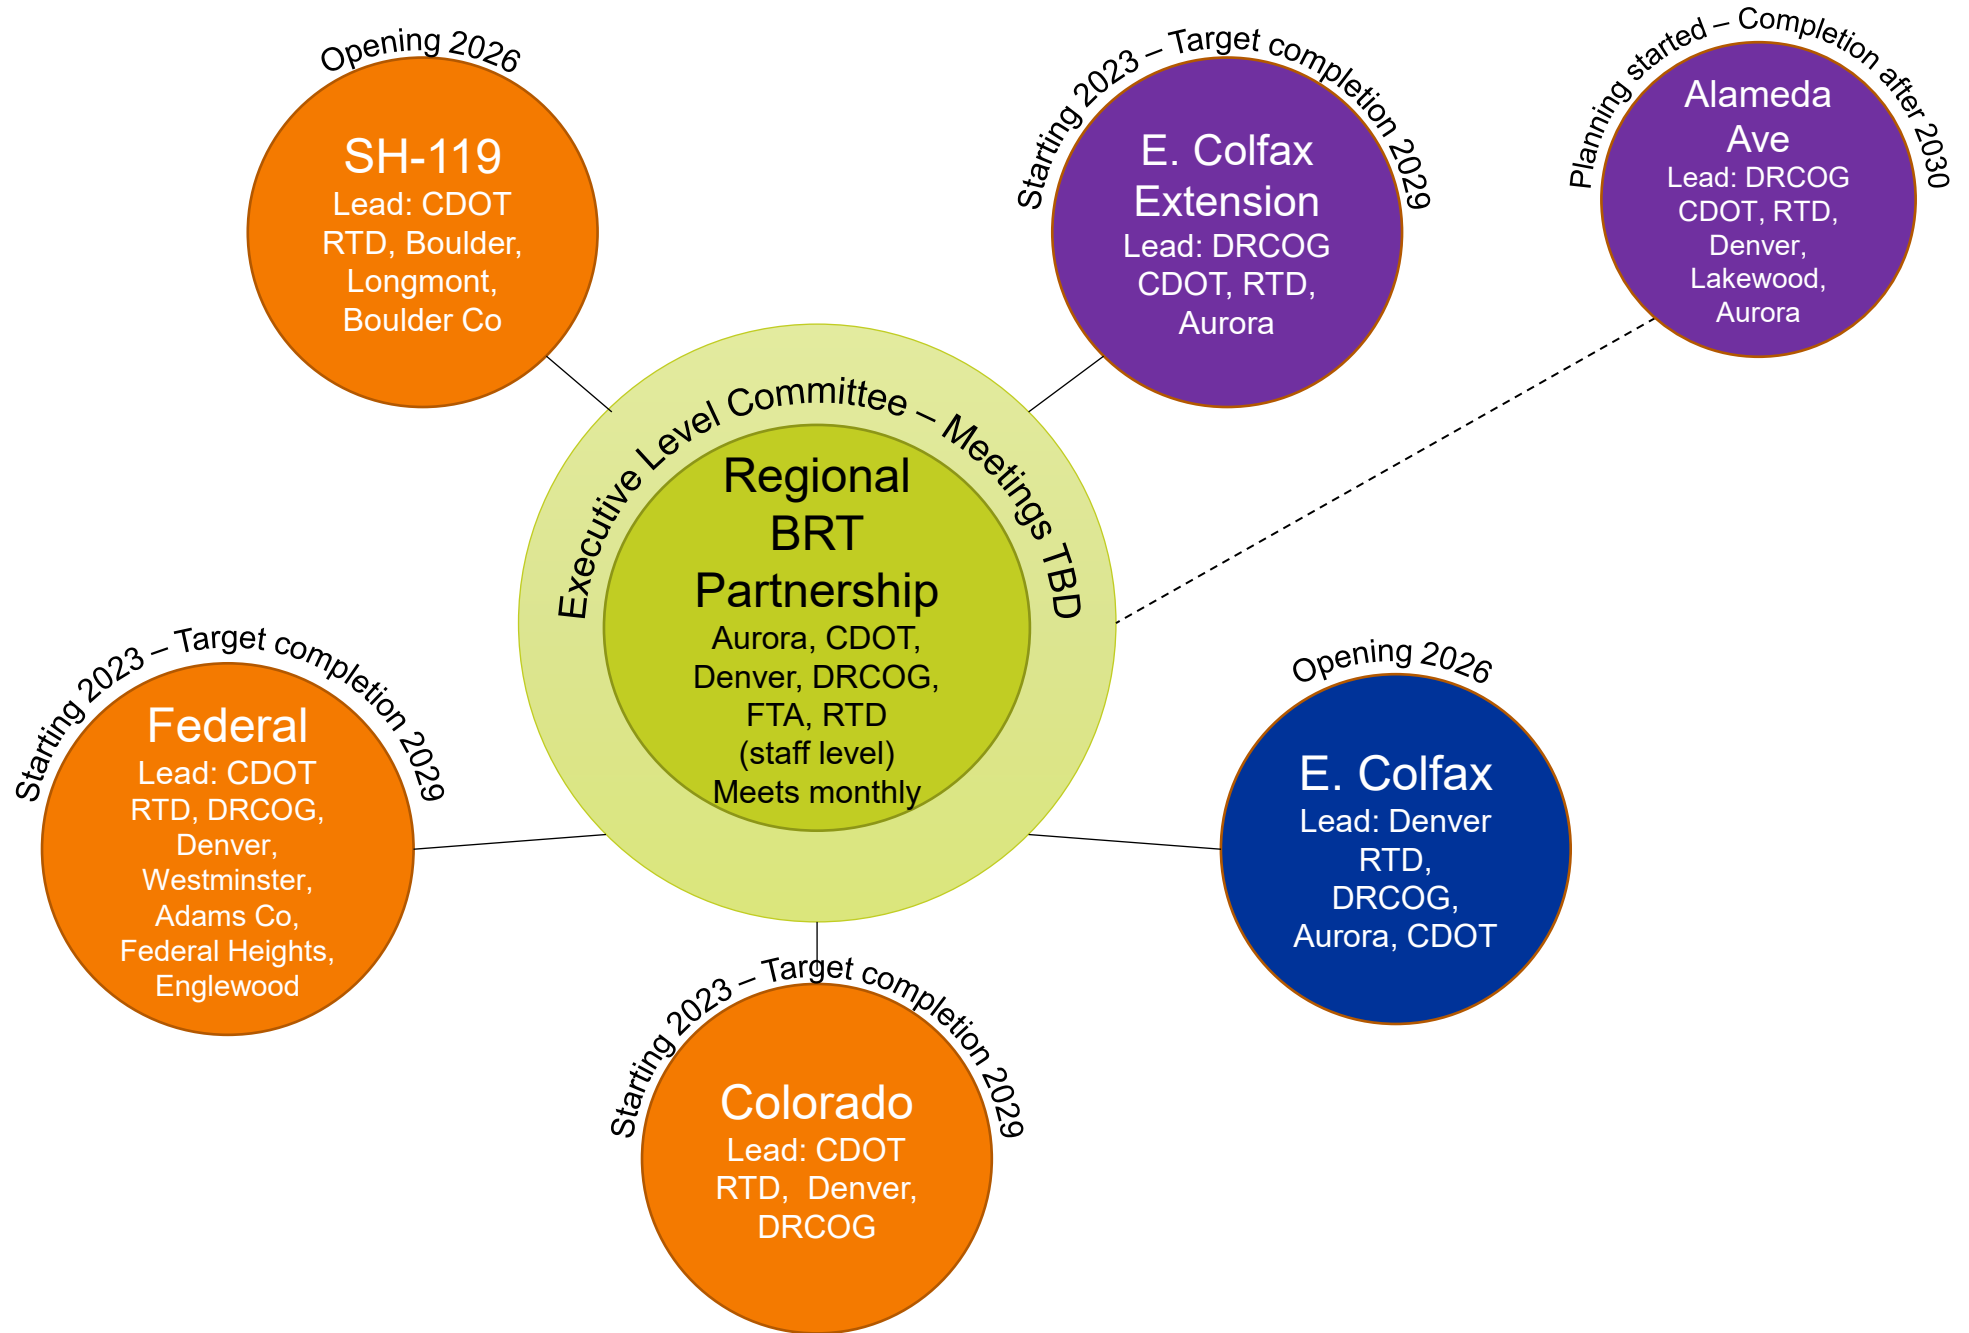 Opening 2026
SH-119
Lead: CDOT
RTD, Boulder,
Longmont,
Boulder Co
Starting 2023 – Target completion 2029
E. Colfax
Extension
Lead: DRCOG
CDOT, RTD,
Aurora
Planning started – Completion after 2030
Alameda
Ave
Lead: DRCOG
CDOT, RTD,
Denver,
Lakewood,
Aurora
Executive Level Committee – Meetings TBD
Regional
BRT
Partnership
Aurora, CDOT,
Denver, DRCOG,
FTA, RTD
(staff level)
Meets monthly
Starting 2023 – Target completion 2029
Federal
Lead: CDOT
RTD, DRCOG,
Denver,
Westminster,
Adams Co,
Federal Heights,
Englewood
Opening 2026
E. Colfax
Lead: Denver
RTD,
DRCOG,
Aurora, CDOT
Starting 2023 – Target completion 2029
Colorado
Lead: CDOT
RTD,  Denver,
DRCOG